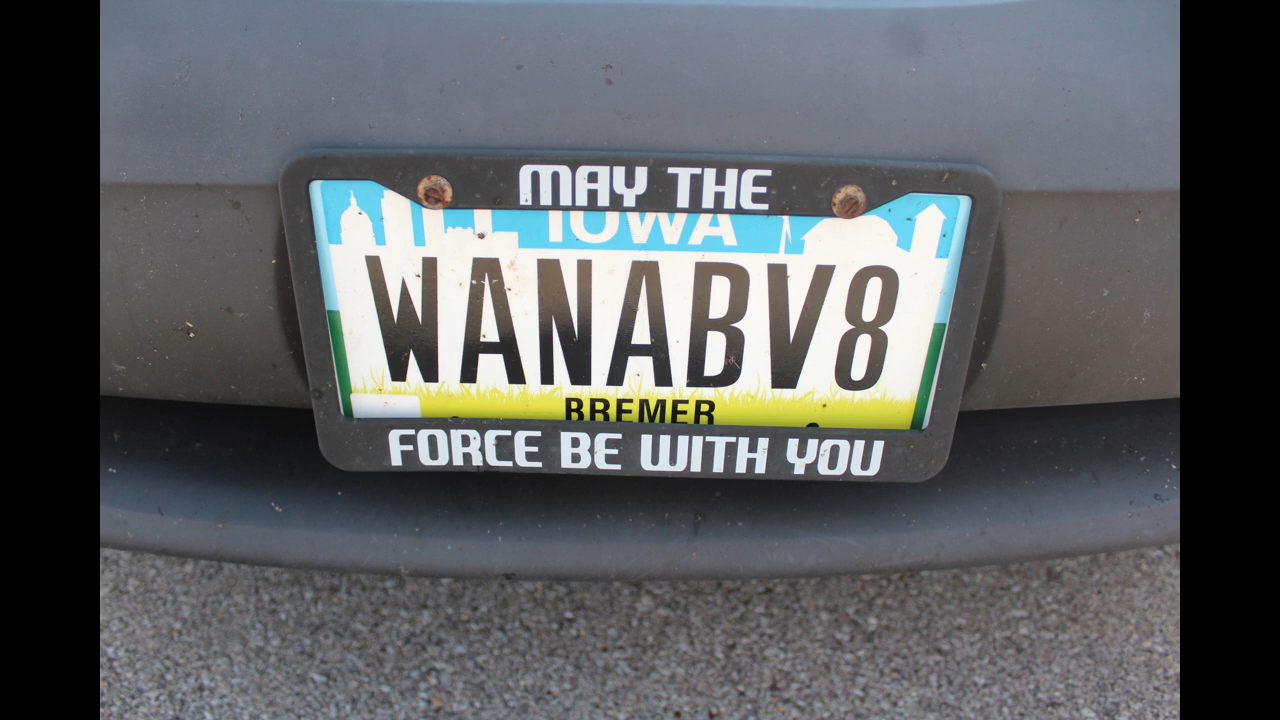 MAY THE
IOWA
WANABV8
BREMER
FORCE BE WITH YOU